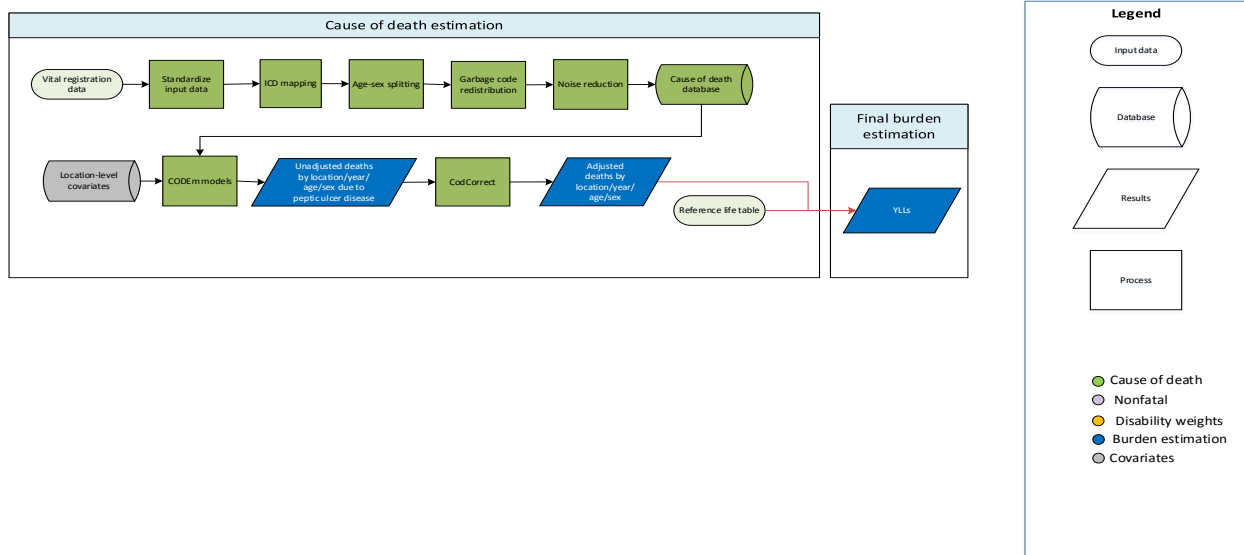 Cause of death estimation
Vital registration
data
Standardize
input data
ICD mapping
Age-sex splitting
Garbage code
redistribution
Noise reduction
Cause of death
database
Location-level
covariates
CODEm models
Unadjusted deaths
by location/year/
age/sex due to
peptic ulcer disease
CodCorrect
Adjusted
deaths by
location/year/
age/sex
Reference life table
Final burden
estimation
YLLs
Legend
Input data
Database
Results
Process
Cause of death
Nonfatal
Disability weights
Burden estimation
Covariates